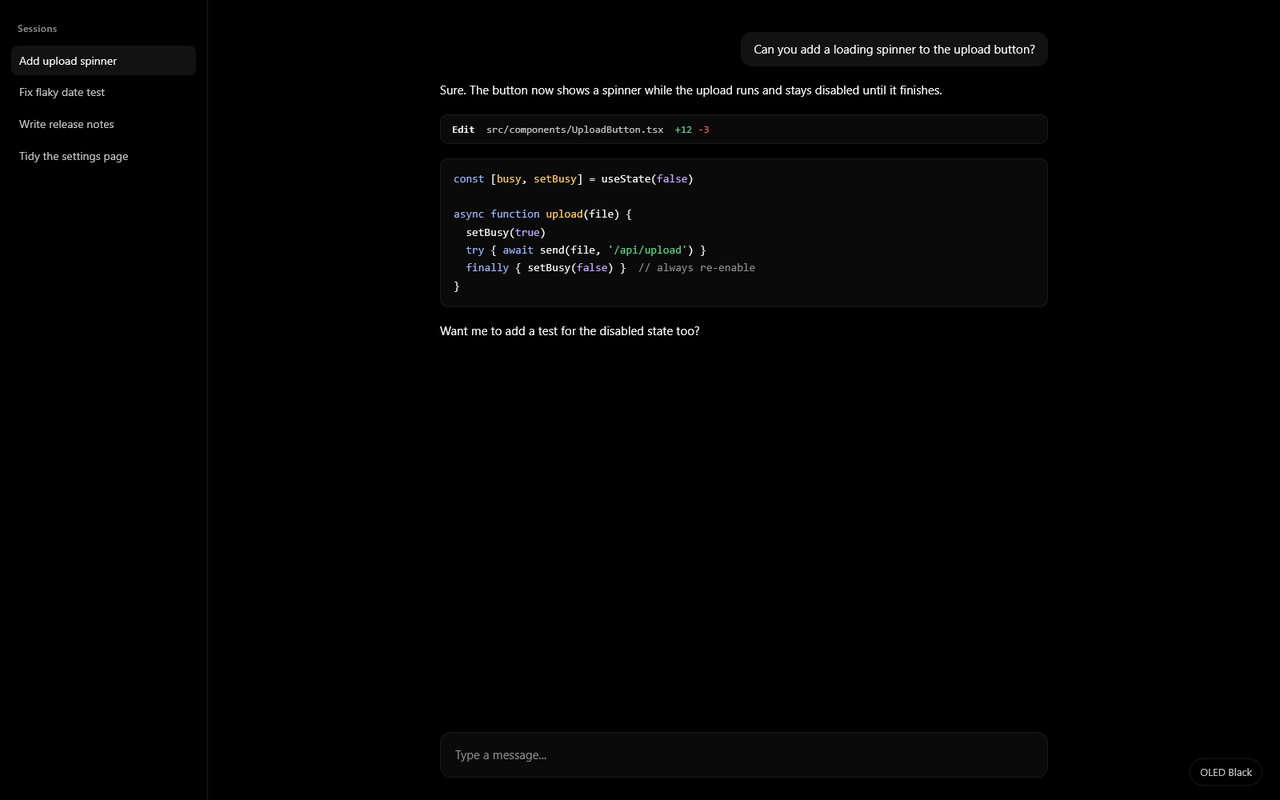 Sessions
Add upload spinner
Fix flaky date test
Write release notes
Tidy the settings page
Can you add a loading spinner to the upload button?
Sure. The button now shows a spinner while the upload runs and stays disabled until it finishes.
Edit src/components/UploadButton.tsx +12 -3
const [busy, setBusy] = useState(false)
async function upload(file) {
  setBusy(true)
  try { await send(file, '/api/upload') }
  finally { setBusy(false) }  // always re-enable
}
Want me to add a test for the disabled state too?
Type a message...
OLED Black